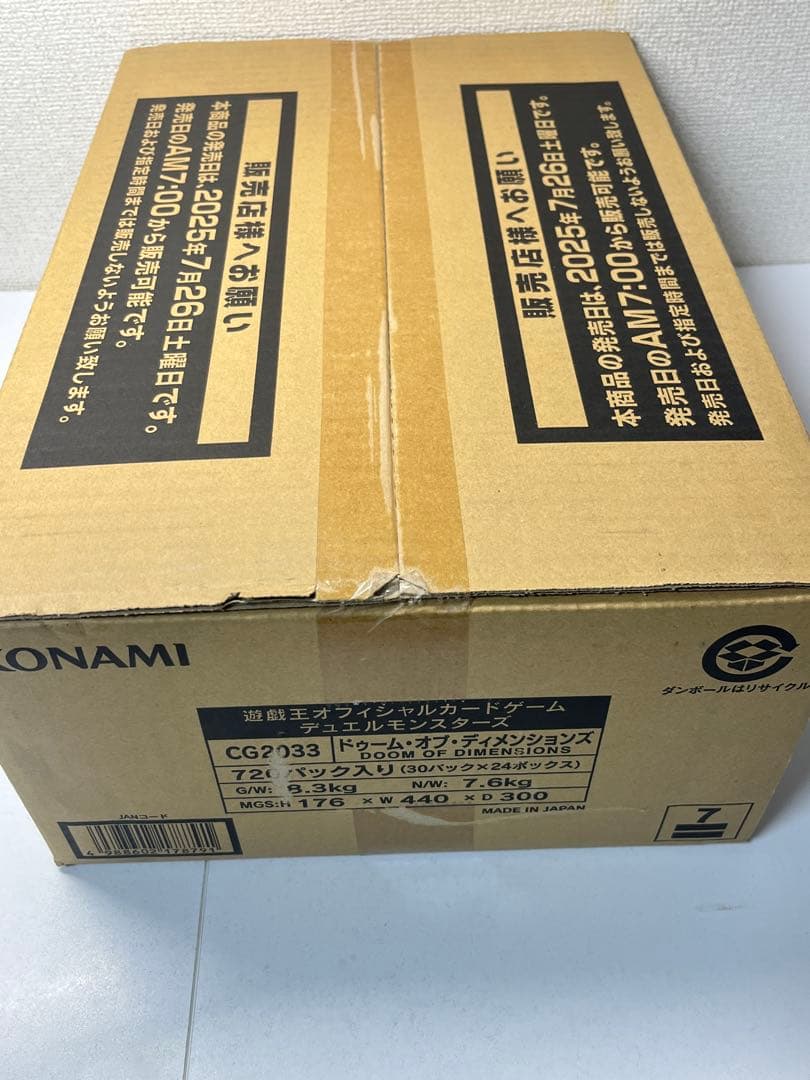 販売店様へお願い
本商品の発売日は、2025年7月26日土曜日です。
発売日のAM7:00から販売可能です。
発売日および指定時間までは販売しないようお願い致します。
販売店様へお願い
本商品の発売日は、2025年7月26日土曜日です。
発売日のAM7:00から販売可能です。
発売日および指定時間までは販売しないようお願い致します。
KONAMI
ダンボールはリサイクル
遊戯王オフィシャルカードゲーム
デュエルモンスターズ
CG2033 ドゥーム・オブ・ディメンションズ
DOOM OF DIMENSIONS
720パック入り(30パック×24ボックス)
G/W: 8.3kg N/W: 7.6kg
MGS:H 176 × W 440 × D 300
MADE IN JAPAN
JANコード
4 988602 178791
7